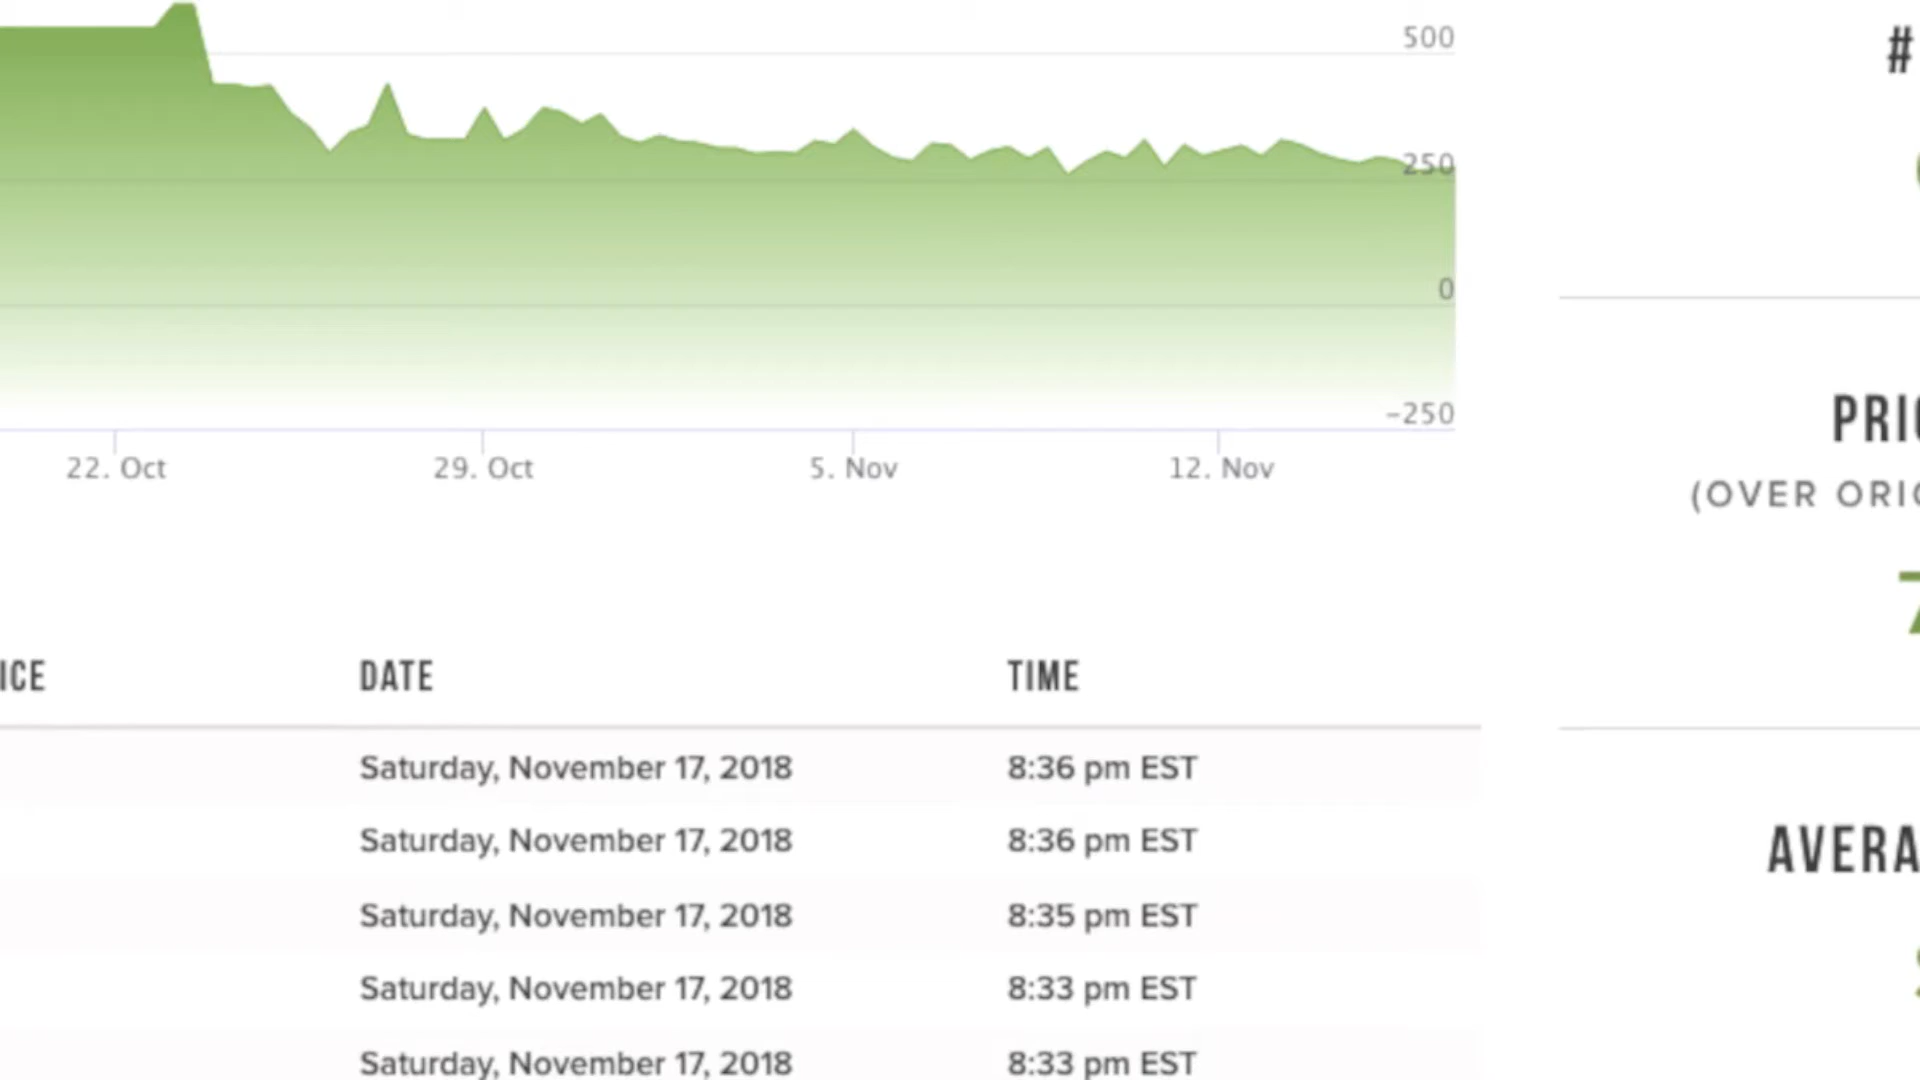 500
250
0
-250
22. Oct 29. Oct 5. Nov 12. Nov
DATE TIME
Saturday, November 17, 2018 8:36 pm EST
Saturday, November 17, 2018 8:36 pm EST
Saturday, November 17, 2018 8:35 pm EST
Saturday, November 17, 2018 8:33 pm EST
Saturday, November 17, 2018 8:33 pm EST
#
(OVER